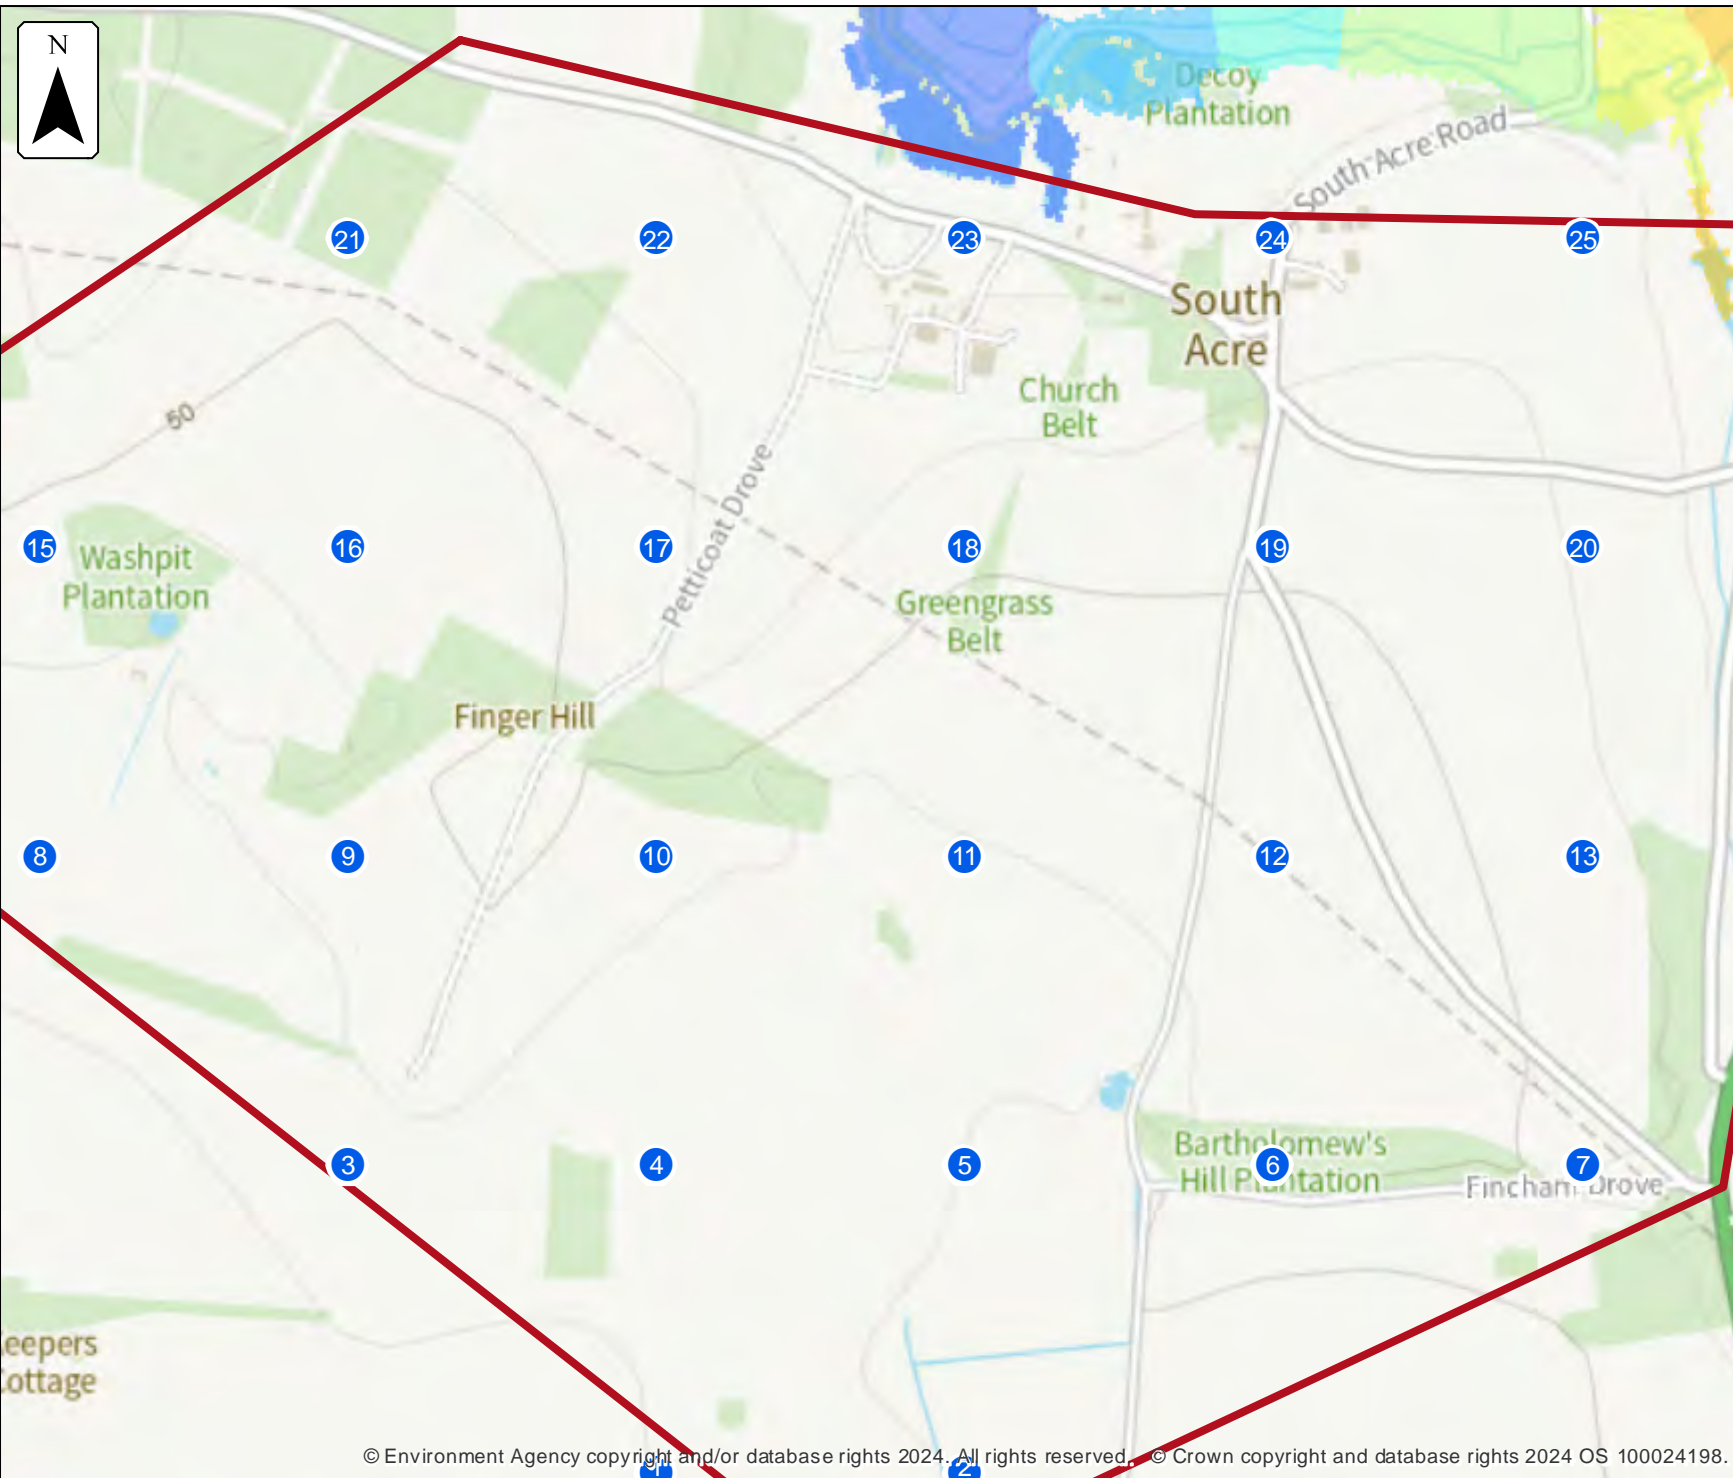 N
Decoy
Plantation
South Acre Road
21
22
23
24
25
South
Acre
50
Church
Belt
Petticoat Drove
15
Washpit
Plantation
16
17
18
19
20
Greengrass
Belt
Finger Hill
8
9
10
11
12
13
3
4
5
Bartholomew's
Hill Plantation
6
7
Fincham Drove
eepers
ottage
© Environment Agency copyright and/or database rights 2024. All rights reserved. © Crown copyright and database rights 2024 OS 100024198.
1
2